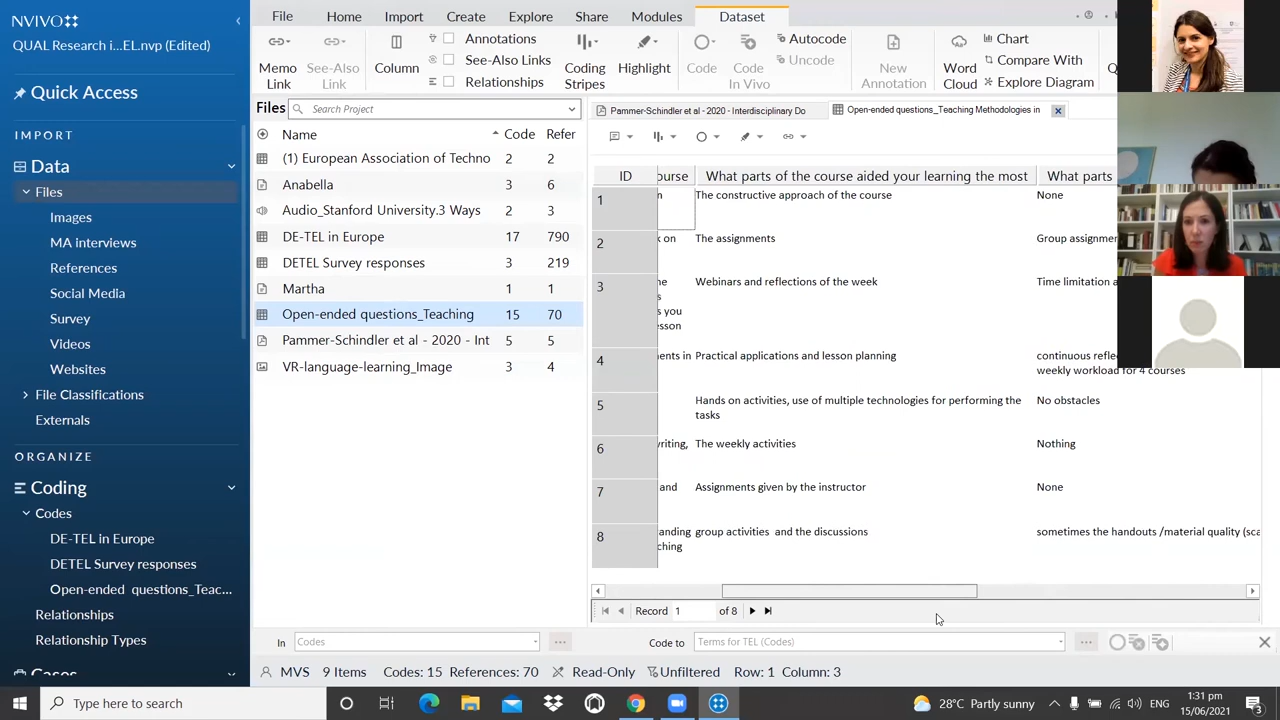 NVIVO
QUAL Research i...EL.nvp (Edited)
Quick Access
IMPORT
Data
Files
Images
MA interviews
References
Social Media
Survey
Videos
Websites
File Classifications
Externals
ORGANIZE
Coding
Codes
DE-TEL in Europe
DETEL Survey responses
Open-ended questions_Teac...
Relationships
Relationship Types
Cases
File Home Import Create Explore Share Modules Dataset
Memo Link
See-Also Link
Column
Annotations
See-Also Links
Relationships
Coding Stripes
Highlight
Code
Code In Vivo
Autocode
Uncode
New Annotation
Word Cloud
Chart
Compare With
Explore Diagram
Files Search Project
Name Code Refer
(1) European Association of Techno 2 2
Anabella 3 6
Audio_Stanford University.3 Ways 2 3
DE-TEL in Europe 17 790
DETEL Survey responses 3 219
Martha 1 1
Open-ended questions_Teaching 15 70
Pammer-Schindler et al - 2020 - Int 5 5
VR-language-learning_Image 3 4
Pammer-Schindler et al - 2020 - Interdisciplinary Do
Open-ended questions_Teaching Methodologies in
ID ourse What parts of the course aided your learning the most What parts
1 The constructive approach of the course None
2 k on The assignments Group assignmen
3 Webinars and reflections of the week Time limitation a
s you
lesson
4 ents in Practical applications and lesson planning continuous refle
weekly workload for 4 courses
5 Hands on activities, use of multiple technologies for performing the No obstacles
tasks
6 vriting, The weekly activities Nothing
7 and Assignments given by the instructor None
8 anding group activities and the discussions sometimes the handouts /material quality (sca
ching
Record 1 of 8
In Codes Code to Terms for TEL (Codes)
MVS 9 Items Codes: 15 References: 70 Read-Only Unfiltered Row: 1 Column: 3
Type here to search
28°C Partly sunny
ENG
1:31 pm
15/06/2021
3